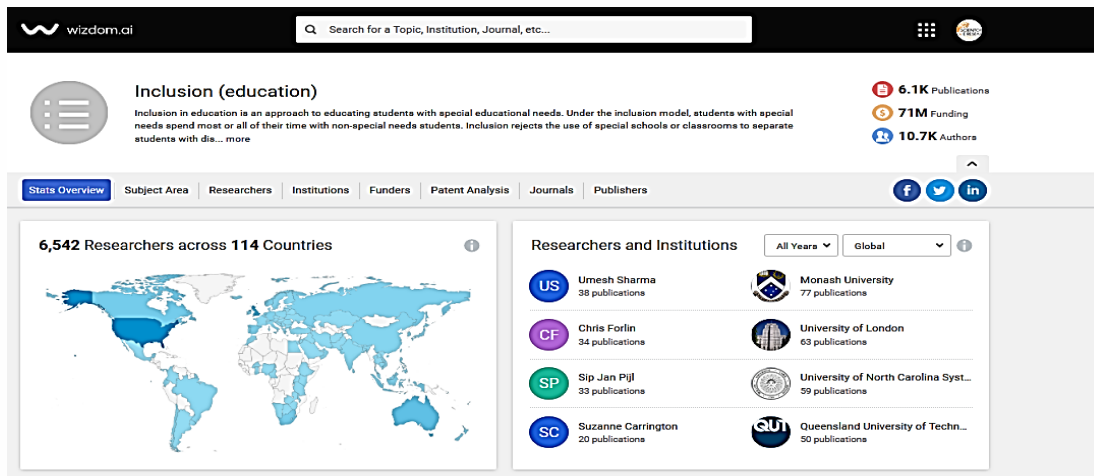 wizdom.ai
Search for a Topic, Institution, Journal, etc...
Inclusion (education)
Inclusion in education is an approach to educating students with special educational needs. Under the inclusion model, students with special
needs spend most or all of their time with non-special needs students. Inclusion rejects the use of special schools or classrooms to separate
students with dis... more
6.1K Publications
71M Funding
10.7K Authors
Stats Overview
Subject Area
Researchers
Institutions
Funders
Patent Analysis
Journals
Publishers
f
in
6,542 Researchers across 114 Countries
i
Researchers and Institutions
All Years
Global
i
US
Umesh Sharma
38 publications
Monash University
77 publications
CF
Chris Forlin
34 publications
University of London
63 publications
SP
Sip Jan Pijl
33 publications
University of North Carolina Syst...
59 publications
SC
Suzanne Carrington
20 publications
QUT
Queensland University of Techn...
50 publications